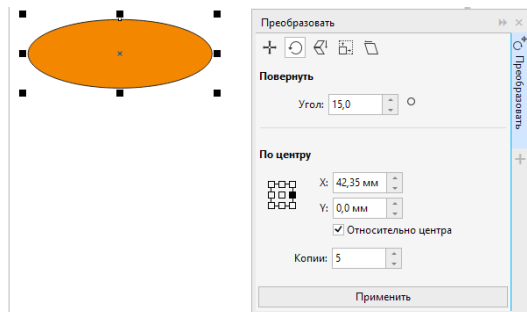 Преобразовать
Повернуть
Угол: 15,0 °
По центру
X: 42,35 мм
Y: 0,0 мм
Относительно центра
Копии: 5
Применить
Преобразовать